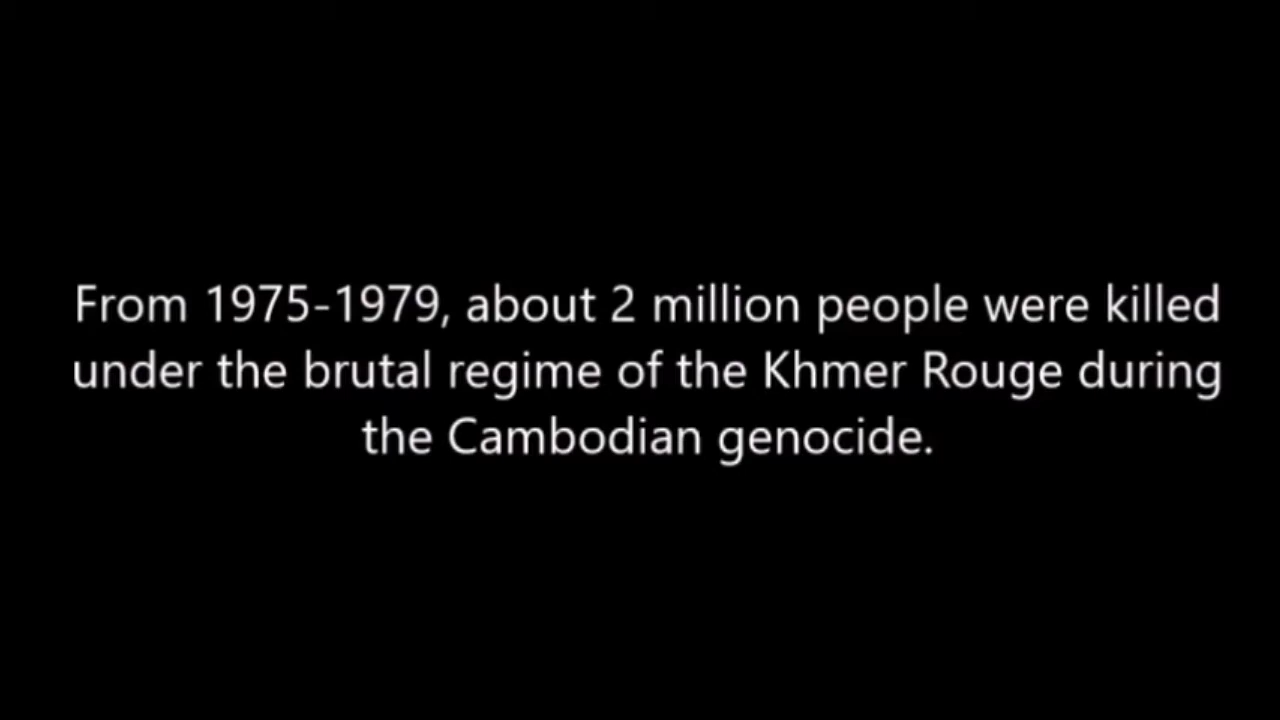 From 1975-1979, about 2 million people were killed
under the brutal regime of the Khmer Rouge during
the Cambodian genocide.